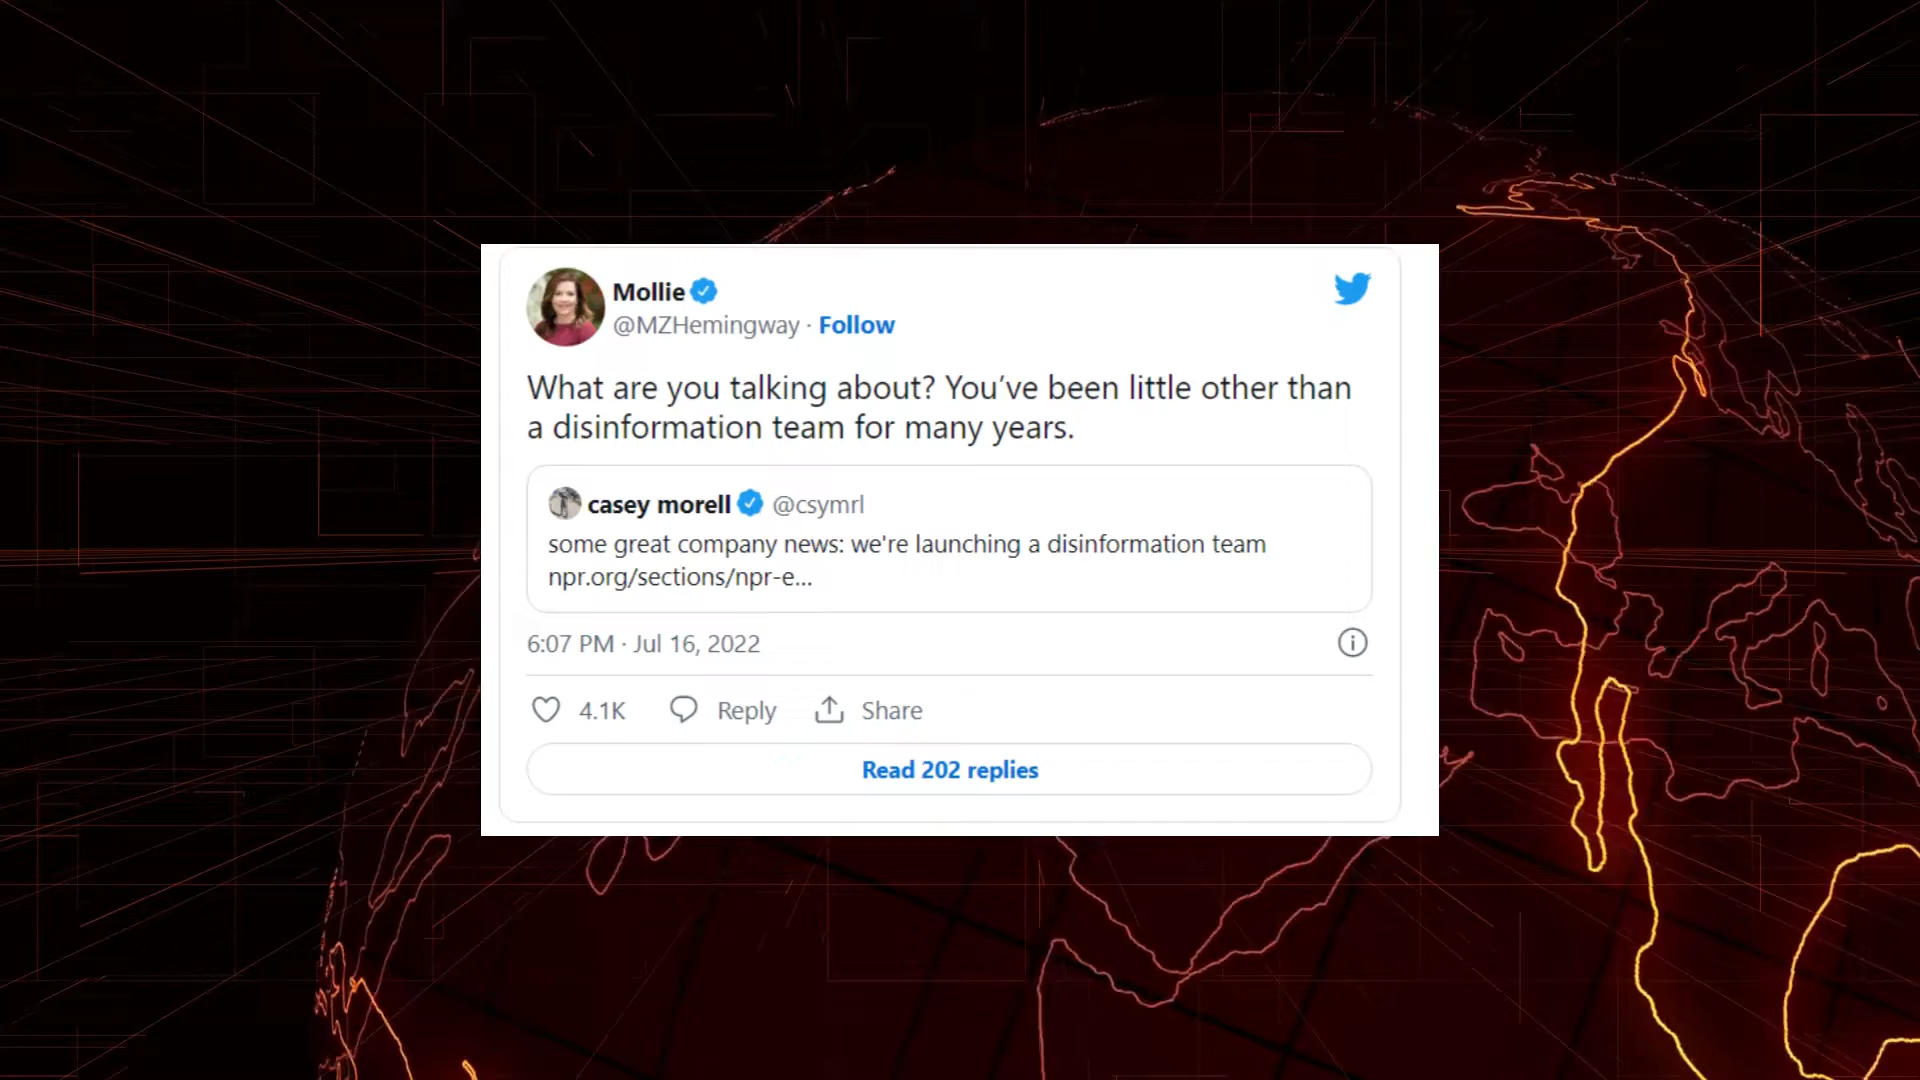 Mollie
@MZHemingway · Follow
What are you talking about? You’ve been little other than
a disinformation team for many years.
casey morell @csymrl
some great company news: we're launching a disinformation team
npr.org/sections/npr-e...
6:07 PM · Jul 16, 2022
4.1K Reply Share
Read 202 replies